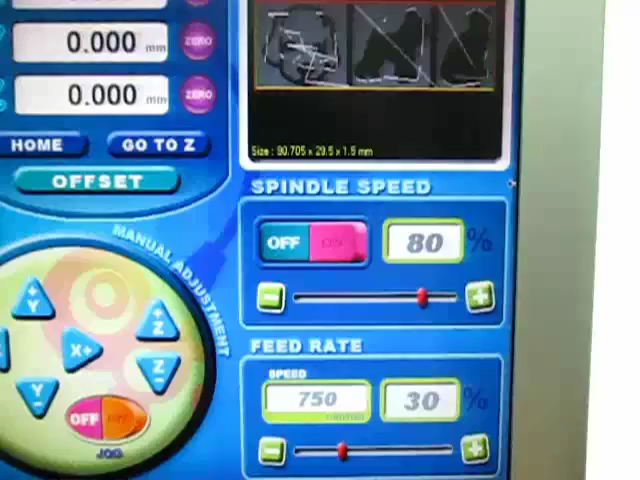 0.000 mm ZERO
0.000 mm ZERO
HOME GO TO Z
OFFSET
Size : 90.705 x 29.5 x 1.5 mm
SPINDLE SPEED
OFF
80 %
MANUAL ADJUSTMENT
+ Y
+ Z
X+
Z -
Y -
OFF
JOG
FEED RATE
SPEED
750
30 %